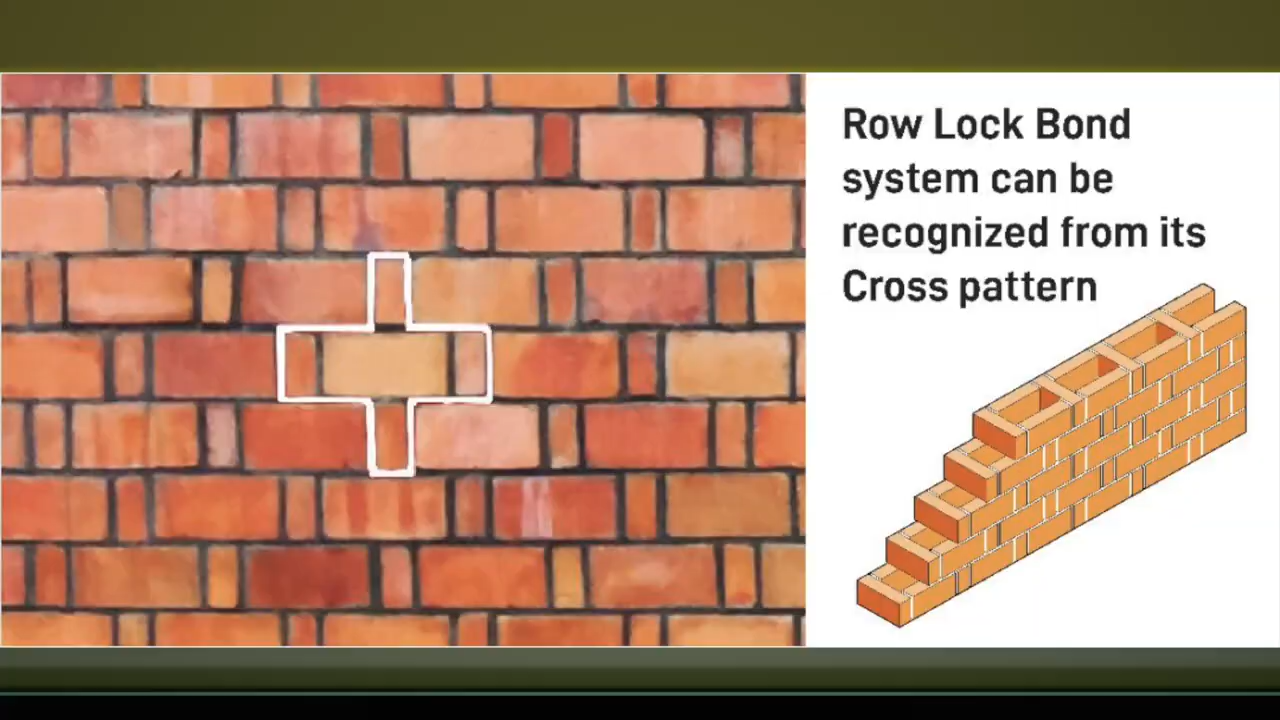 Row Lock Bond
system can be
recognized from its
Cross pattern